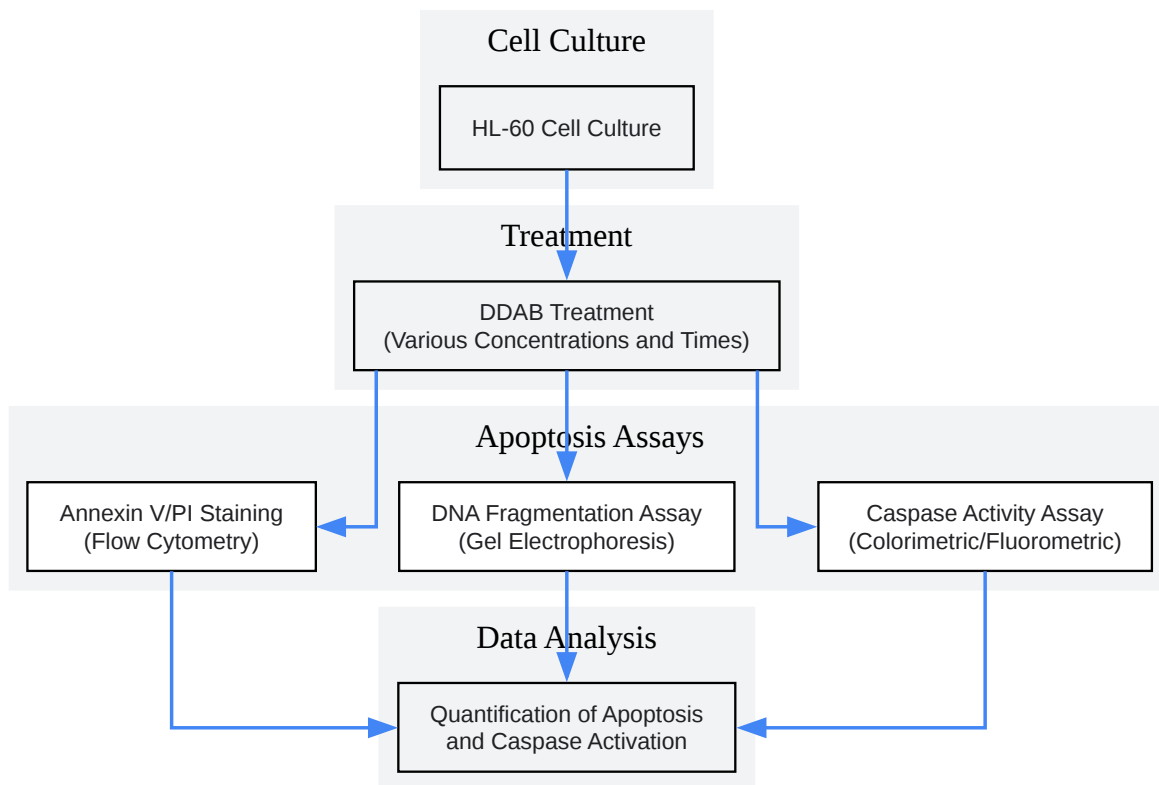 Cell Culture
HL-60 Cell Culture
Treatment
DDAB Treatment
(Various Concentrations and Times)
Apoptosis Assays
Annexin V/PI Staining
(Flow Cytometry)
DNA Fragmentation Assay
(Gel Electrophoresis)
Caspase Activity Assay
(Colorimetric/Fluorometric)
Data Analysis
Quantification of Apoptosis
and Caspase Activation